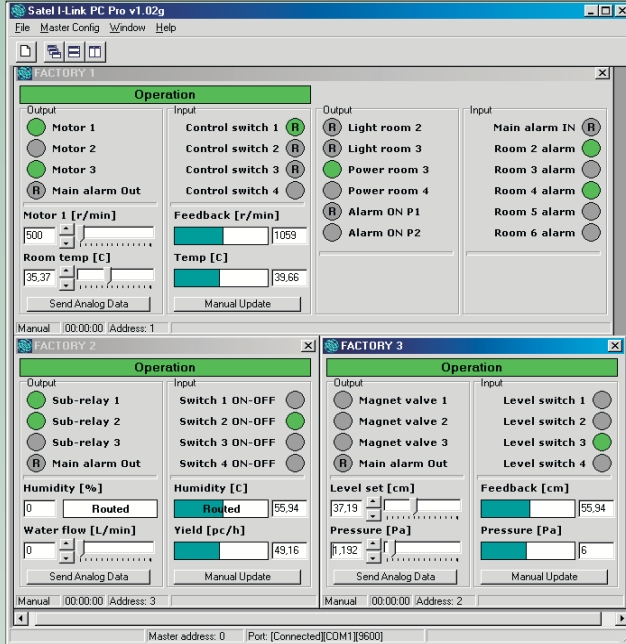 Satel I-Link PC Pro v1.02g
File Master Config Window Help
FACTORY 1
Operation
Output
Motor 1
Motor 2
Motor 3
R Main alarm Out
Input
Control switch 1 R
Control switch 2 R
Control switch 3 R
Control switch 4
Motor 1 [r/min]
500
Room temp [C]
35,37
Send Analog Data
Feedback [r/min]
1059
Temp [C]
39,66
Manual Update
Output
R Light room 2
R Light room 3
Power room 3
Power room 4
R Alarm ON P1
Alarm ON P2
Input
Main alarm IN R
Room 2 alarm
Room 3 alarm
Room 4 alarm
Room 5 alarm
Room 6 alarm
Manual 00:00:00 Address: 1
FACTORY 2
Operation
Output
Sub-relay 1
Sub-relay 2
Sub-relay 3
R Main alarm Out
Input
Switch 1 ON-OFF
Switch 2 ON-OFF
Switch 3 ON-OFF
Switch 4 ON-OFF
Humidity [%]
0 Routed
Water flow [L/min]
0
Send Analog Data
Humidity [C]
Routed 55,94
Yield [pc/h]
49,16
Manual Update
Manual 00:00:00 Address: 3
FACTORY 3
Operation
Output
Magnet valve 1
Magnet valve 2
Magnet valve 3
R Main alarm Out
Input
Level switch 1
Level switch 2
Level switch 3
Level switch 4
Level set [cm]
37,19
Pressure [Pa]
1,192
Send Analog Data
Feedback [cm]
55,94
Pressure [Pa]
6
Manual Update
Manual 00:00:00 Address: 2
Master address: 0 Port: [Connected][COM1][9600]